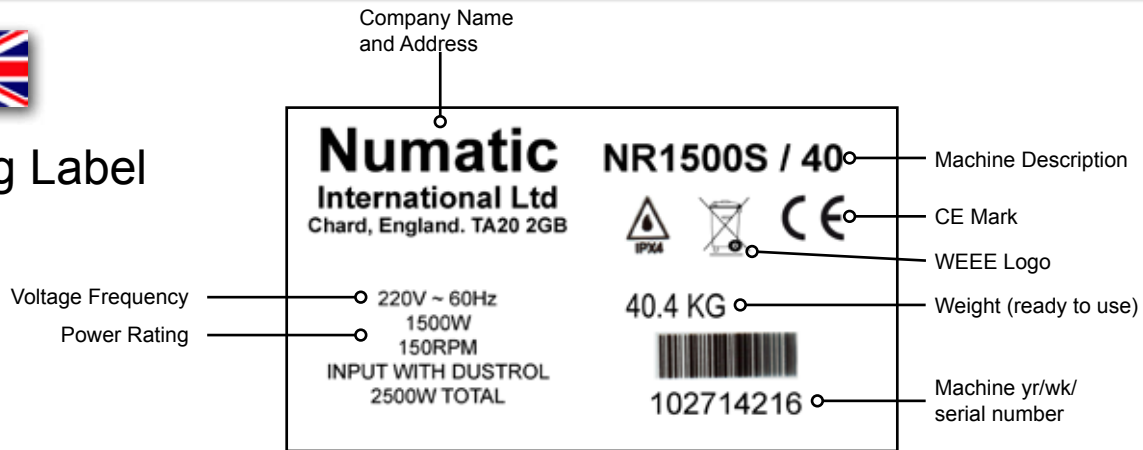 Company Name
and Address
g Label
Numatic
International Ltd
Chard, England. TA20 2GB
NR1500S / 40
IPX4
CE
Machine Description
CE Mark
WEEE Logo
Voltage Frequency
Power Rating
220V ~ 60Hz
1500W
150RPM
INPUT WITH DUSTROL
2500W TOTAL
40.4 KG
Weight (ready to use)
102714216
Machine yr/wk/
serial number